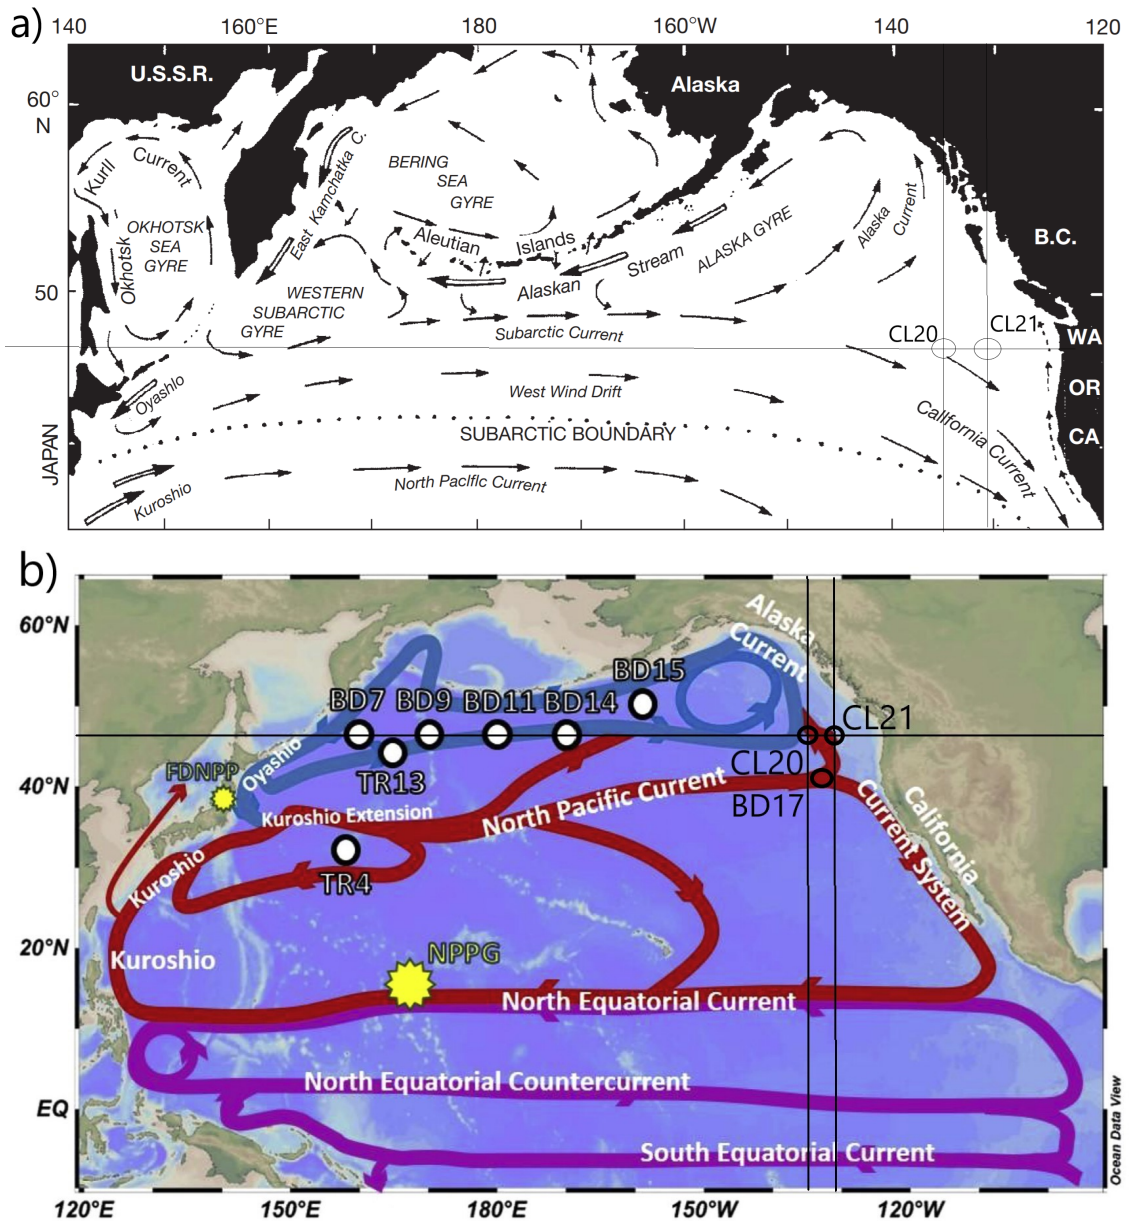 a)
140 160°E 180 160°W 140 120
U.S.S.R.
Alaska
60°
N
Kurll Current
East Kamchatka C.
BERING
SEA
GYRE
OKHOTSK
SEA
GYRE
Okhotsk
Aleutian Islands
Alaska Current
ALASKA GYRE
B.C.
50
WESTERN
SUBARCTIC
GYRE
Alaskan Stream
Subarctic Current
CL20 CL21
WA
Oyashlo
West Wind Drift
OR
JAPAN
SUBARCTIC BOUNDARY
Callfornia Current
CA
Kuroshio
North Paclflc Current
b)
60°N
Alaska
Current
BD15
BD7 BD9 BD11 BD14
CL21
Oyashio
CL20
FDNPP
TR13
40°N
BD17
Kuroshio Extension
North Pacific Current
California
Current System
Kuroshio
TR4
20°N
Kuroshio
NPPG
North Equatorial Current
North Equatorial Countercurrent
EQ
South Equatorial Current
Ocean Data View
120°E 150°E 180°E 150°W 120°W